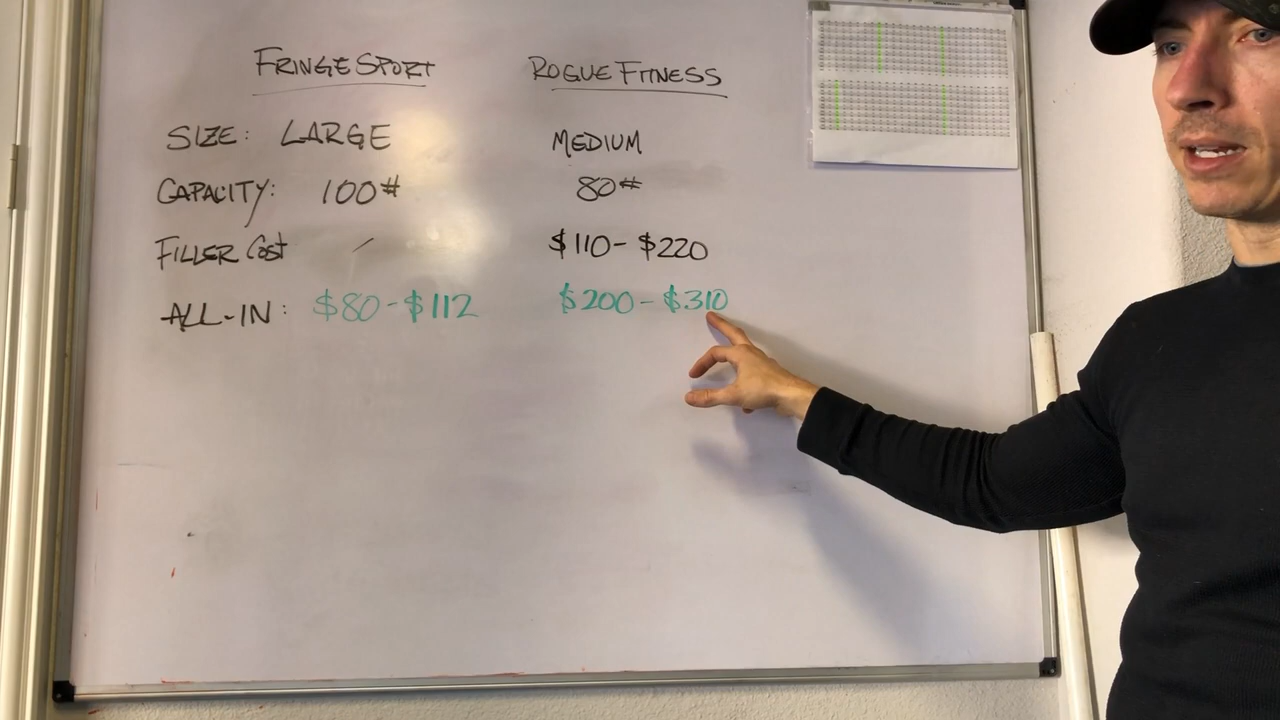 FRINGE SPORT ROGUE FITNESS
SIZE: LARGE MEDIUM
CAPACITY: 100# 80#
FILLER COST - $110- $220
ALL-IN: $80-$112 $200-$310